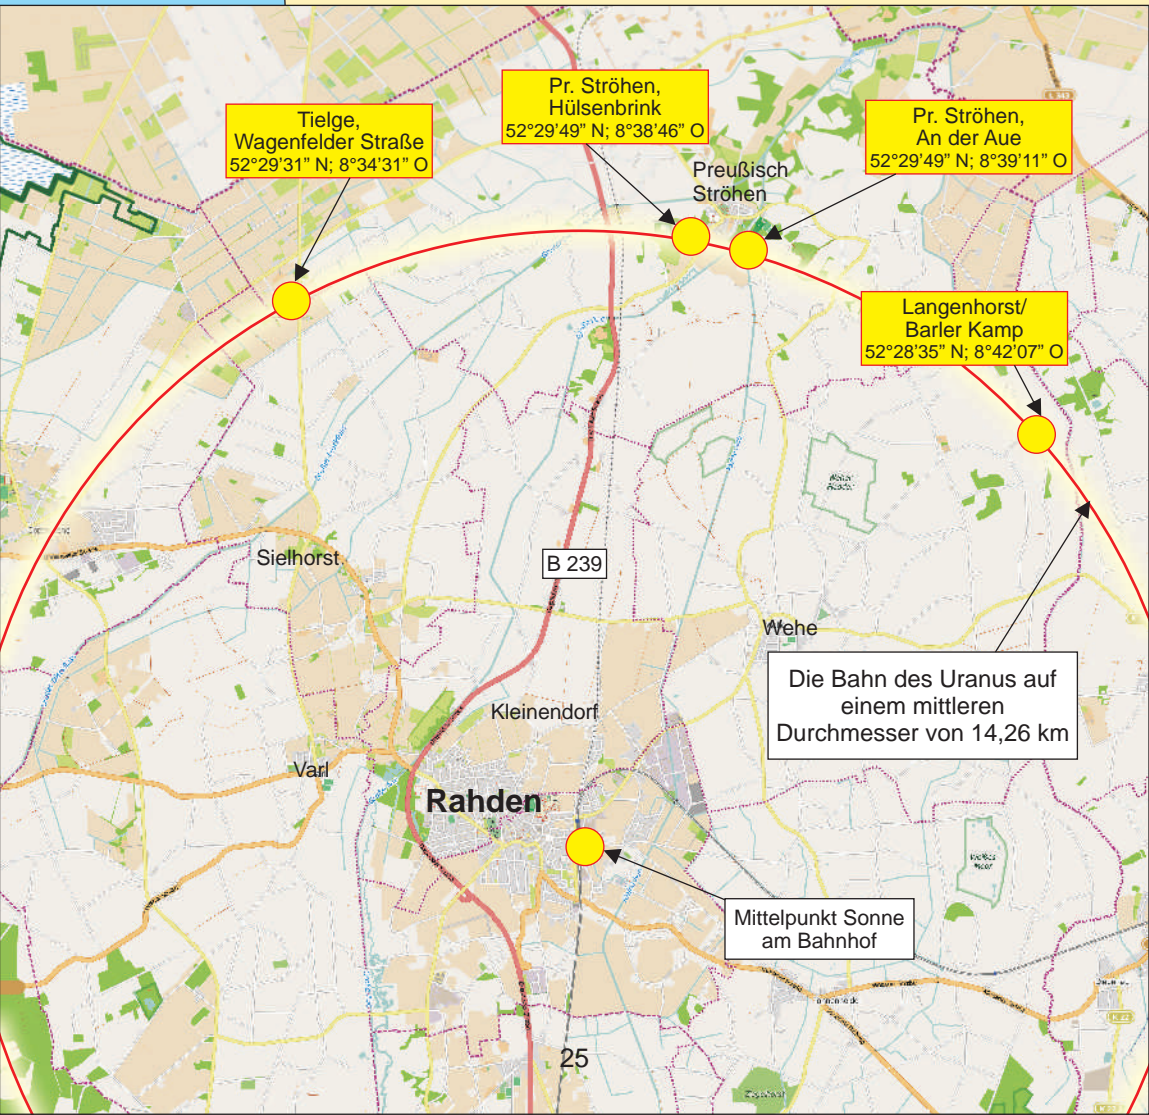 Pr. Ströhen,
Hülsenbrink
52°29’49” N; 8°38’46” O
Tielge,
Wagenfelder Straße
52°29’31” N; 8°34’31” O
Pr. Ströhen,
An der Aue
52°29’49” N; 8°39’11” O
Preußisch
Ströhen
Langenhorst/
Barler Kamp
52°28’35” N; 8°42’07” O
Sielhorst
B 239
Wehe
Die Bahn des Uranus auf
einem mittleren
Durchmesser von 14,26 km
Kleinendorf
Varl
Rahden
Mittelpunkt Sonne
am Bahnhof
25